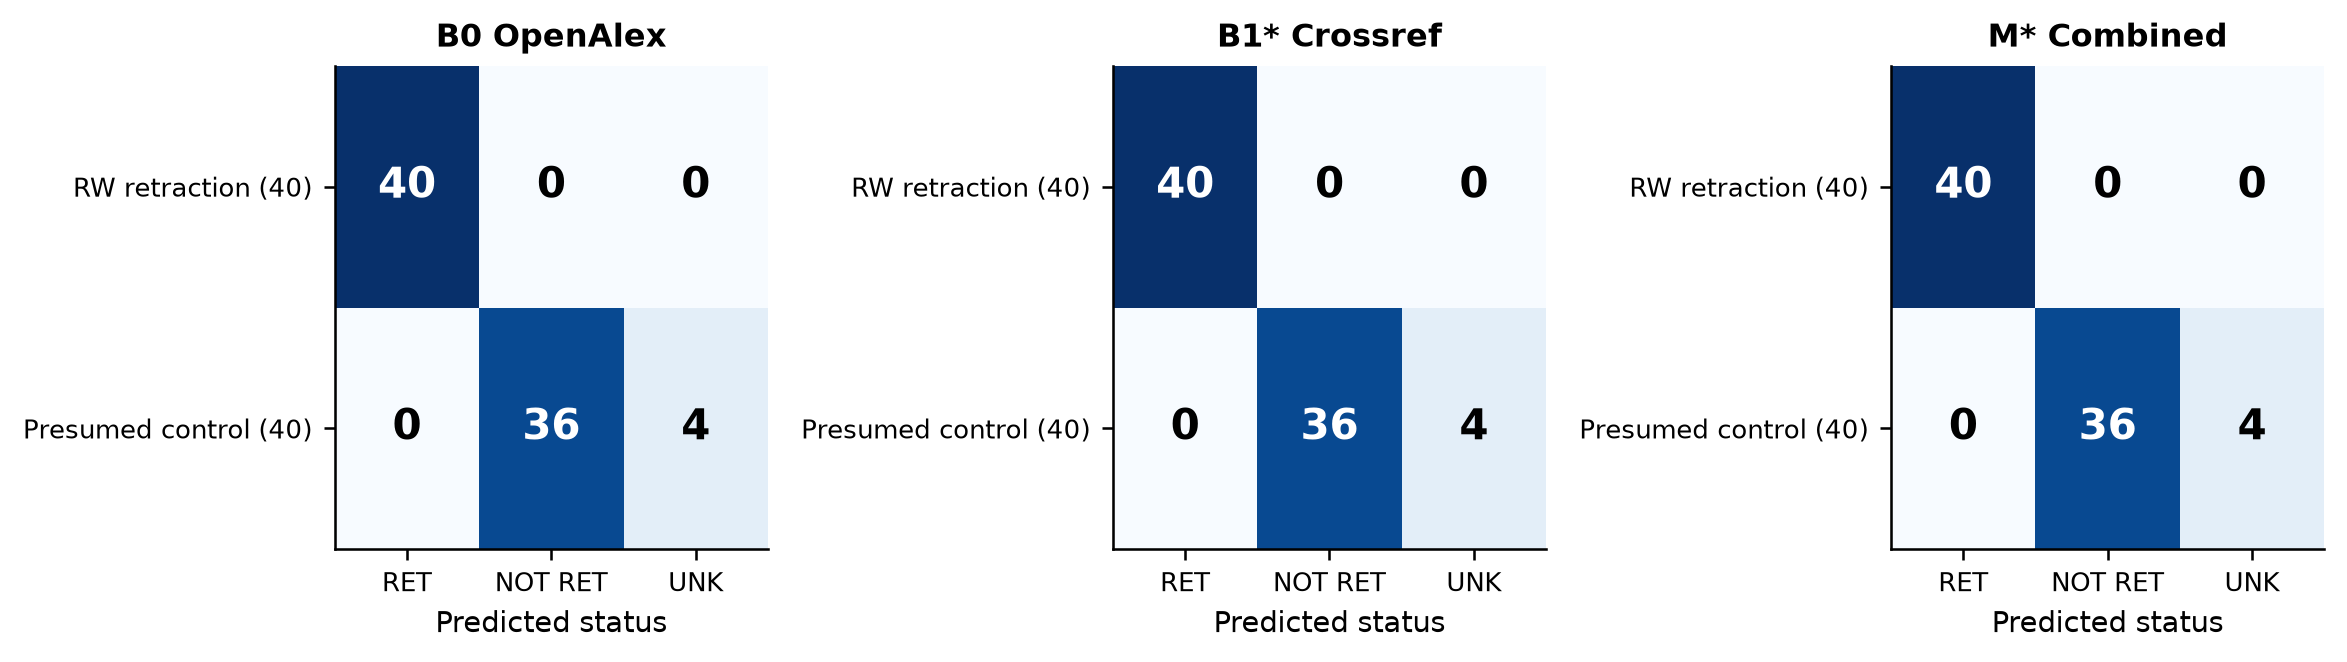 B0 OpenAlex
RW retraction (40)
40 0 0
Presumed control (40)
0 36 4
RET NOT RET UNK
Predicted status
B1* Crossref
RW retraction (40)
40 0 0
Presumed control (40)
0 36 4
RET NOT RET UNK
Predicted status
M* Combined
RW retraction (40)
40 0 0
Presumed control (40)
0 36 4
RET NOT RET UNK
Predicted status